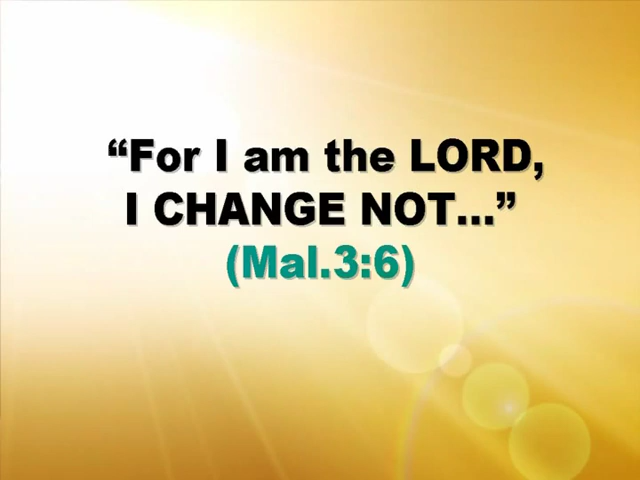 “For I am the LORD,
I CHANGE NOT...”
(Mal.3:6)